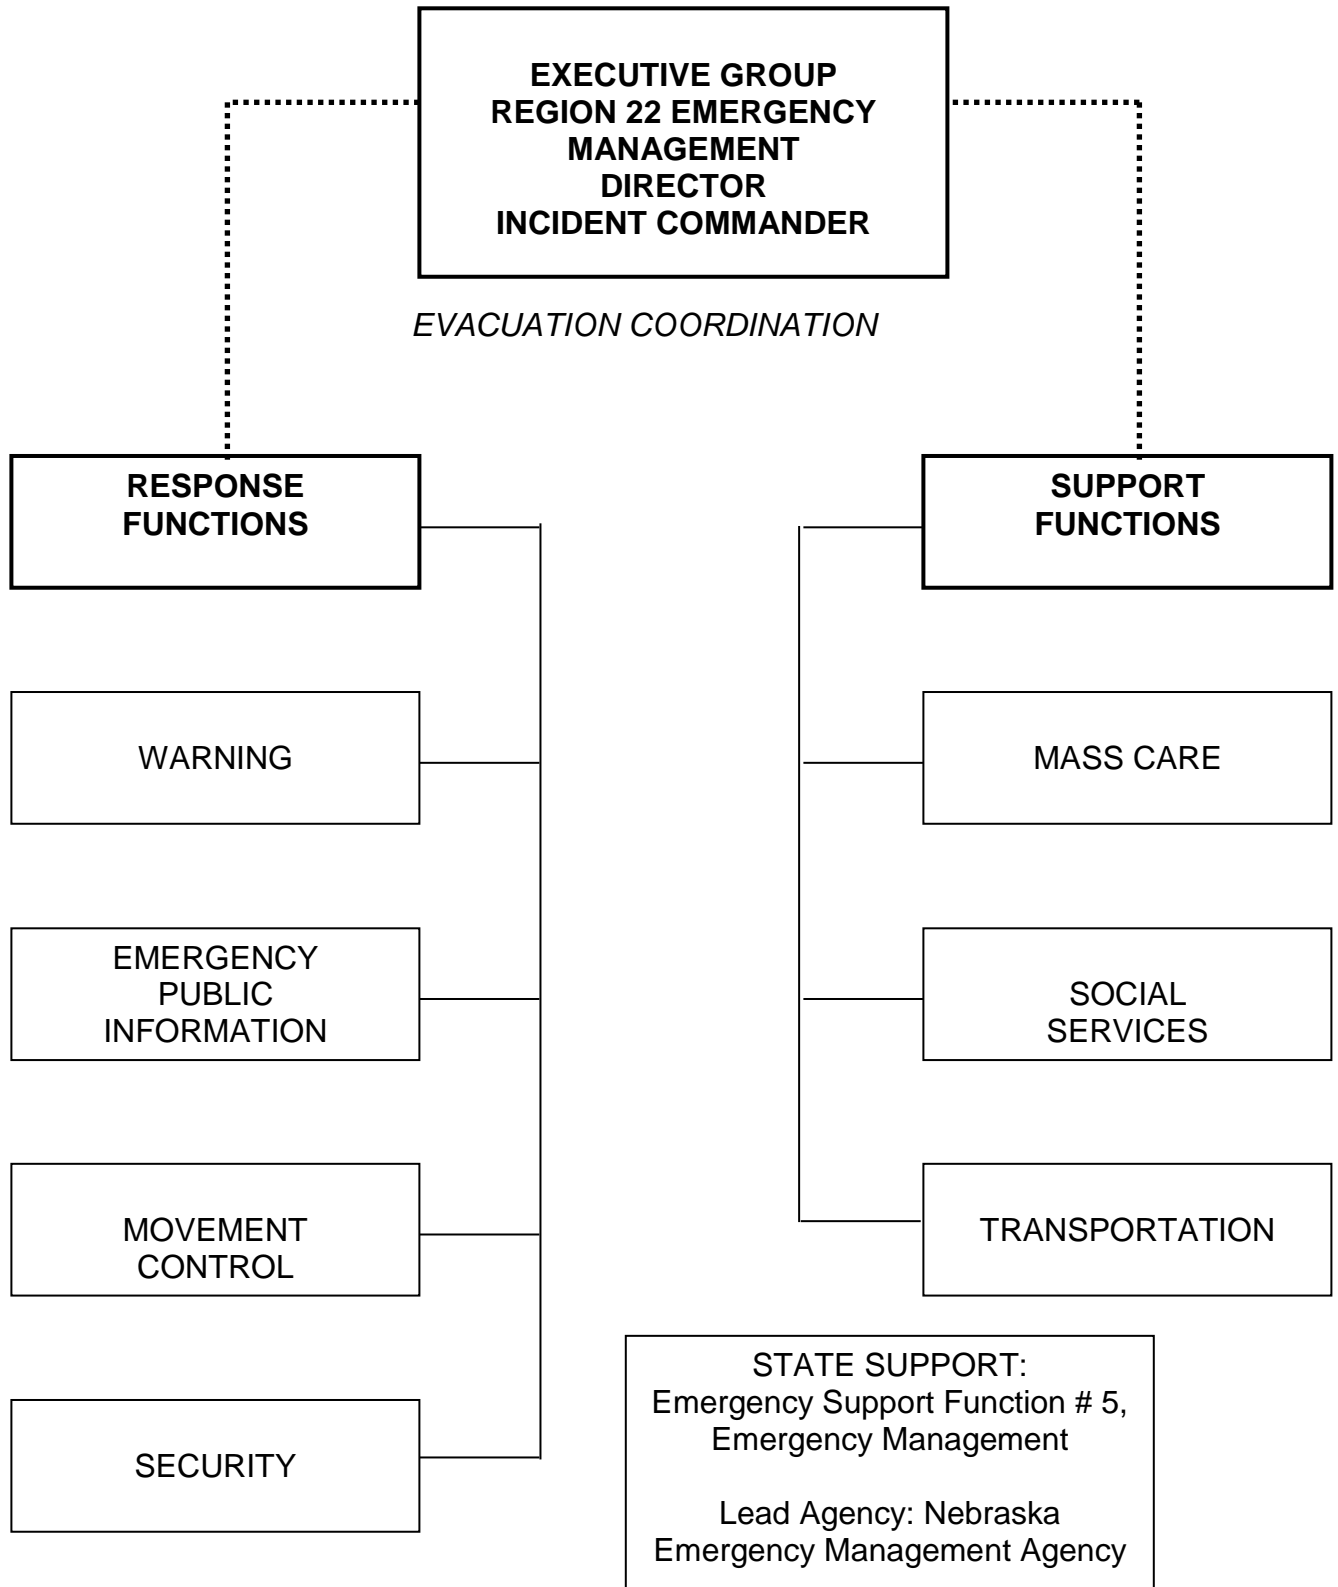 EXECUTIVE GROUP
REGION 22 EMERGENCY
MANAGEMENT
DIRECTOR
INCIDENT COMMANDER
EVACUATION COORDINATION
RESPONSE
FUNCTIONS
WARNING
EMERGENCY
PUBLIC
INFORMATION
MOVEMENT
CONTROL
SECURITY
SUPPORT
FUNCTIONS
MASS CARE
SOCIAL
SERVICES
TRANSPORTATION
STATE SUPPORT:
Emergency Support Function # 5,
Emergency Management
Lead Agency: Nebraska
Emergency Management Agency